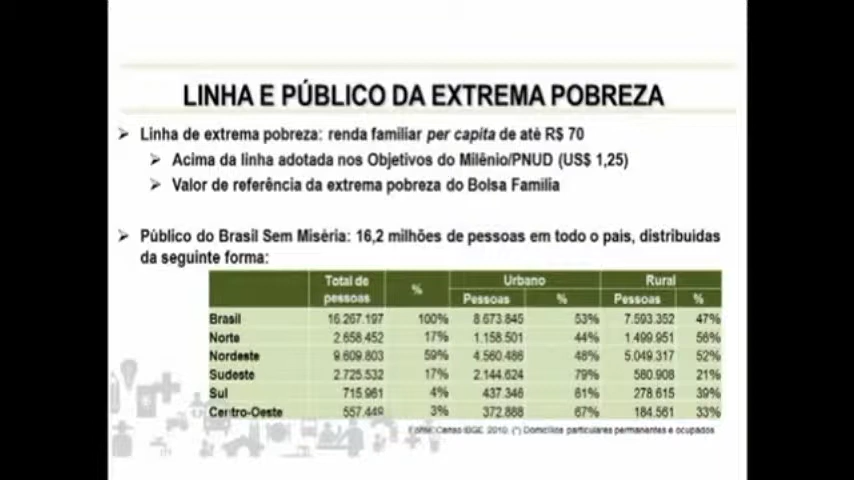 LINHA E PÚBLICO DA EXTREMA POBREZA
Linha de extrema pobreza: renda familiar per capita de até R$ 70
Acima da linha adotada nos Objetivos do Milênio/PNUD (US$ 1,25)
Valor de referência da extrema pobreza do Bolsa Família
Público do Brasil Sem Miséria: 16,2 milhões de pessoas em todo o país, distribuídas
da seguinte forma:
Total de pessoas % Urbano Rural
Pessoas % Pessoas %
Brasil 16.267.197 100% 8.673.845 53% 7.593.352 47%
Norte 2.658.452 17% 1.158.501 44% 1.499.951 56%
Nordeste 9.609.803 59% 4.560.486 48% 5.049.317 52%
Sudeste 2.725.532 17% 2.144.624 79% 580.908 21%
Sul 715.961 4% 437.346 61% 278.615 39%
Centro-Oeste 557.449 3% 372.888 67% 184.561 33%
Fonte: Censo IBGE, 2010. (*) Domicílios particulares permanentes e ocupados